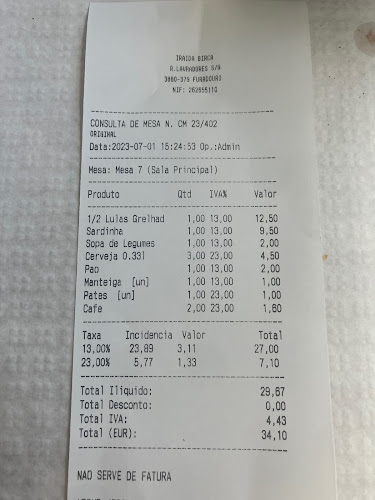 IRAIDA BIRCA
R.LAVRADORES S/N
3880-375 FURADOURO
NIF: 262655110
CONSULTA DE MESA N. CM 23/402
ORIGINAL
Data:2023-07-01 15:24:53 Op.:Admin
Mesa: Mesa 7 (Sala Principal)
Produto Qtd IVA% Valor
1/2 Lulas Grelhad 1,00 13,00 12,50
Sardinha 1,00 13,00 9,50
Sopa de Legumes 1,00 13,00 2,00
Cerveja 0.33l 3,00 23,00 4,50
Pao 1,00 13,00 2,00
Manteiga [un] 1,00 13,00 1,00
Pates [un] 1,00 23,00 1,00
Cafe 2,00 23,00 1,60
Taxa Incidencia Valor Total
13,00% 23,89 3,11 27,00
23,00% 5,77 1,33 7,10
Total Iliquido: 29,67
Total Desconto: 0,00
Total IVA: 4,43
Total (EUR): 34,10
NAO SERVE DE FATURA